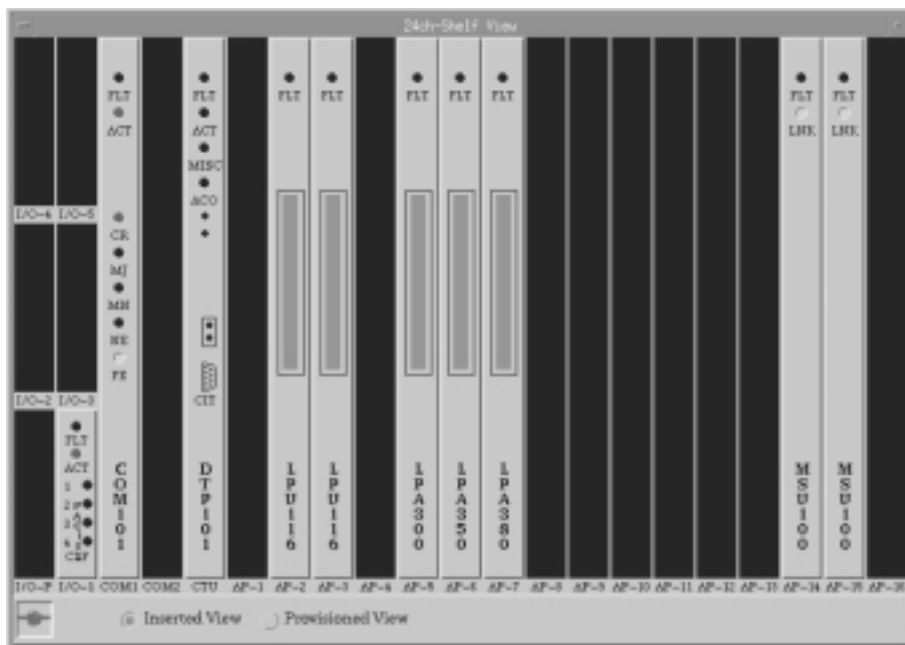 24ch-Shelf View
FLT FLT FLT FLT FLT FLT FLT FLT FLT
ACT ACT LNK LNK
MISC
ACO
I/O-4 I/O-5
CR
MJ
MN
NE
FE
I/O-2 I/O-3 CIT
FLT
ACT
1
2
3
COM101 DTP101 LPU116 LPU116 LPA300 LPA350 LPA380 MSU100 MSU100
I/O-P I/O-1 COM1 COM2 CTU AP-1 AP-2 AP-3 AP-4 AP-5 AP-6 AP-7 AP-8 AP-9 AP-10 AP-11 AP-12 AP-13 AP-14 AP-15 AP-16
Inserted View Provisioned View